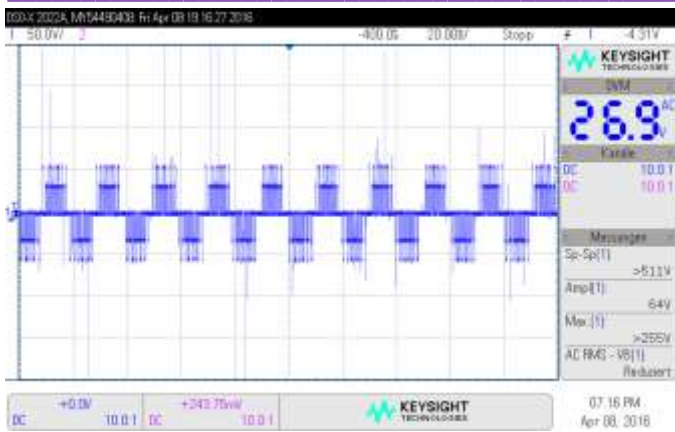 DSO-X 2022A, MY54490408: Fri Apr 08 19:16:27 2016
1 50.0V/ 2 -400.0s 20.00s/ Stopp 1 -4.31V
KEYSIGHT
TECHNOLOGIES
DVM
26.9 AC
V
Kanäle
DC 10.0:1
DC 10.0:1
Messungen
Sp-Sp(1):
>511V
Ampl(1):
64V
Max.(1):
>255V
AC RMS - VB(1):
Reduziert
+0.0V
DC 10.0:1
+243.75mV
DC 10.0:1
KEYSIGHT
TECHNOLOGIES
07:16 PM
Apr 08, 2016